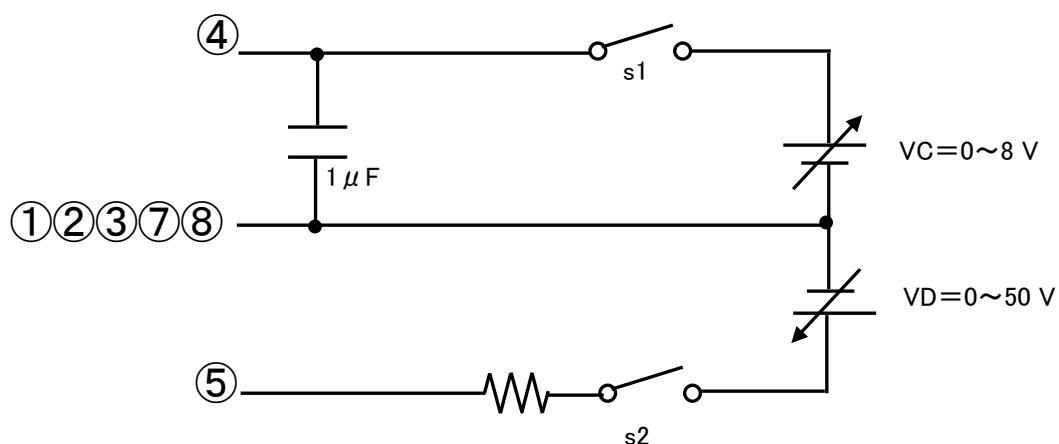 ④
s1
1μF
VC=0～8 V
①②③⑦⑧
VD=0～50 V
⑤
s2